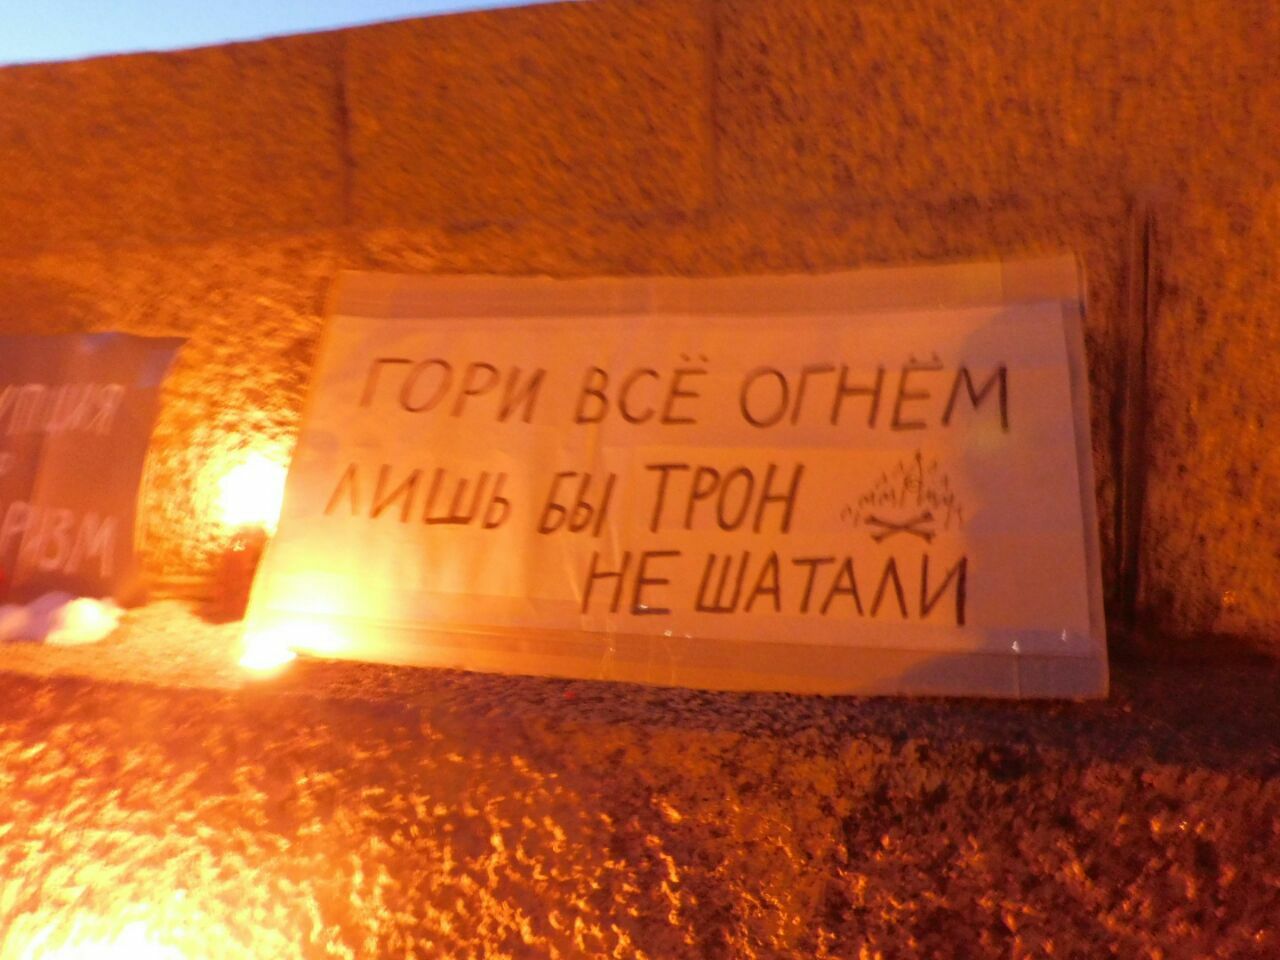 ГОРИ ВСЁ ОГНЁМ
ЛИШЬ БЫ ТРОН
НЕ ШАТАЛИ